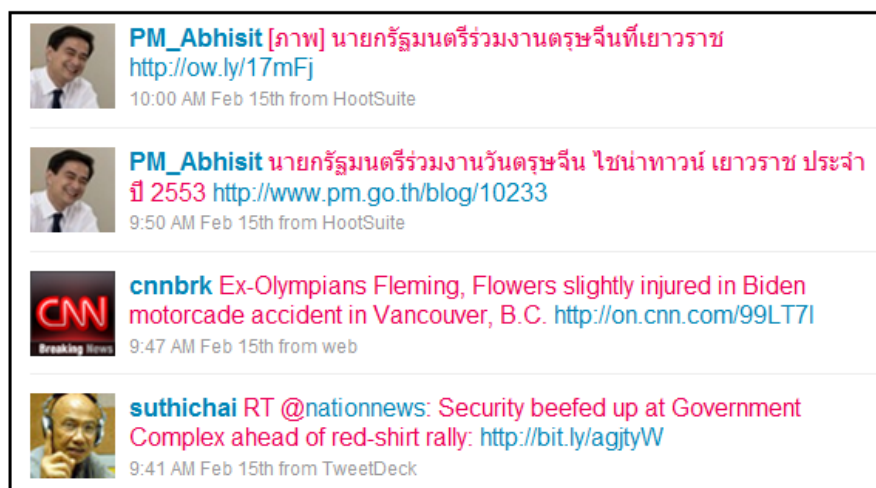 PM_Abhisit [ภาพ] นายกรัฐมนตรีร่วมงานตรุษจีนที่เยาวราช
http://ow.ly/17mFj
10:00 AM Feb 15th from HootSuite
PM_Abhisit นายกรัฐมนตรีร่วมงานวันตรุษจีน ไชน่าทาวน์ เยาวราช ประจำ
ปี 2553 http://www.pm.go.th/blog/10233
9:50 AM Feb 15th from HootSuite
CNN
Breaking News
cnnbrk Ex-Olympians Fleming, Flowers slightly injured in Biden
motorcade accident in Vancouver, B.C. http://on.cnn.com/99LT7l
9:47 AM Feb 15th from web
suthichai RT @nationnews: Security beefed up at Government
Complex ahead of red-shirt rally: http://bit.ly/agjtyW
9:41 AM Feb 15th from TweetDeck